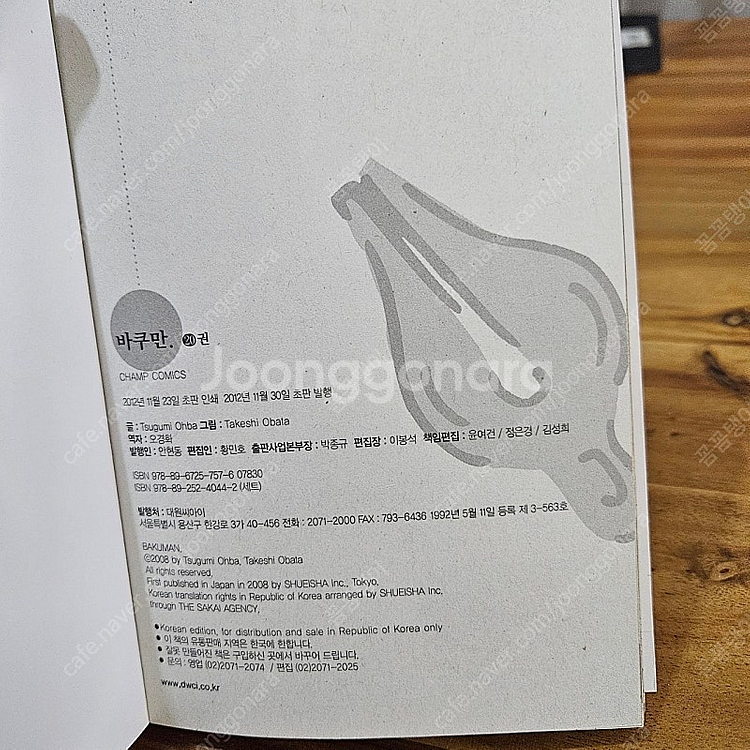 바쿠만. 20권
CHAMP COMICS
2012년 11월 23일 초판 인쇄 2012년 11월 30일 초판 발행
글 : Tsugumi Ohba 그림 : Takeshi Obata
역자 : 오경화
발행인 : 안현동 편집인 : 황민호 출판사업본부장 : 박종규 편집장 : 이봉석 책임편집 : 윤여건 / 정은경 / 김성희
ISBN 978-89-6725-757-6 07830
ISBN 978-89-252-4044-2 (세트)
발행처 : 대원씨아이
서울특별시 용산구 한강로 3가 40-456 전화 : 2071-2000 FAX : 793-6436 1992년 5월 11일 등록 제 3-563호
BAKUMAN.
©2008 by Tsugumi Ohba, Takeshi Obata
All rights reserved.
First published in Japan in 2008 by SHUEISHA Inc., Tokyo.
Korean translation rights in Republic of Korea arranged by SHUEISHA Inc.
through THE SAKAI AGENCY.
●Korean edition, for distribution and sale in Republic of Korea only
● 이 책의 유통판매 지역은 한국에 한합니다.
● 잘못 만들어진 책은 구입하신 곳에서 바꾸어 드립니다.
● 문의 : 영업 (02)2071-2074 / 편집 (02)2071-2025
www.dwci.co.kr
Joonggonara
cafe.naver.com/joonggonara
꼼꼼탱이